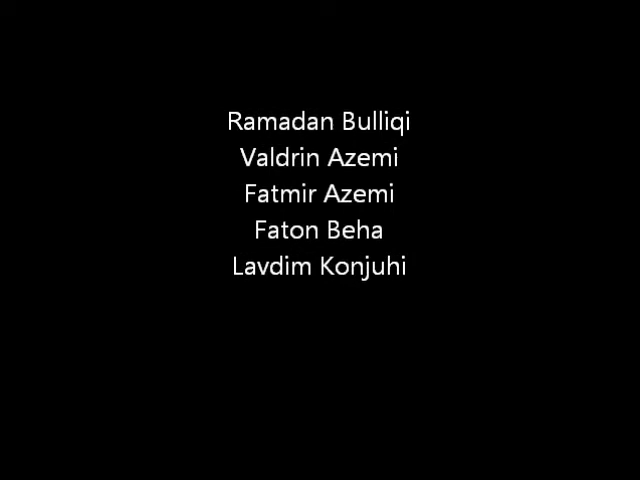 Ramadan Bulliqi
Valdrin Azemi
Fatmir Azemi
Faton Beha
Lavdim Konjuhi